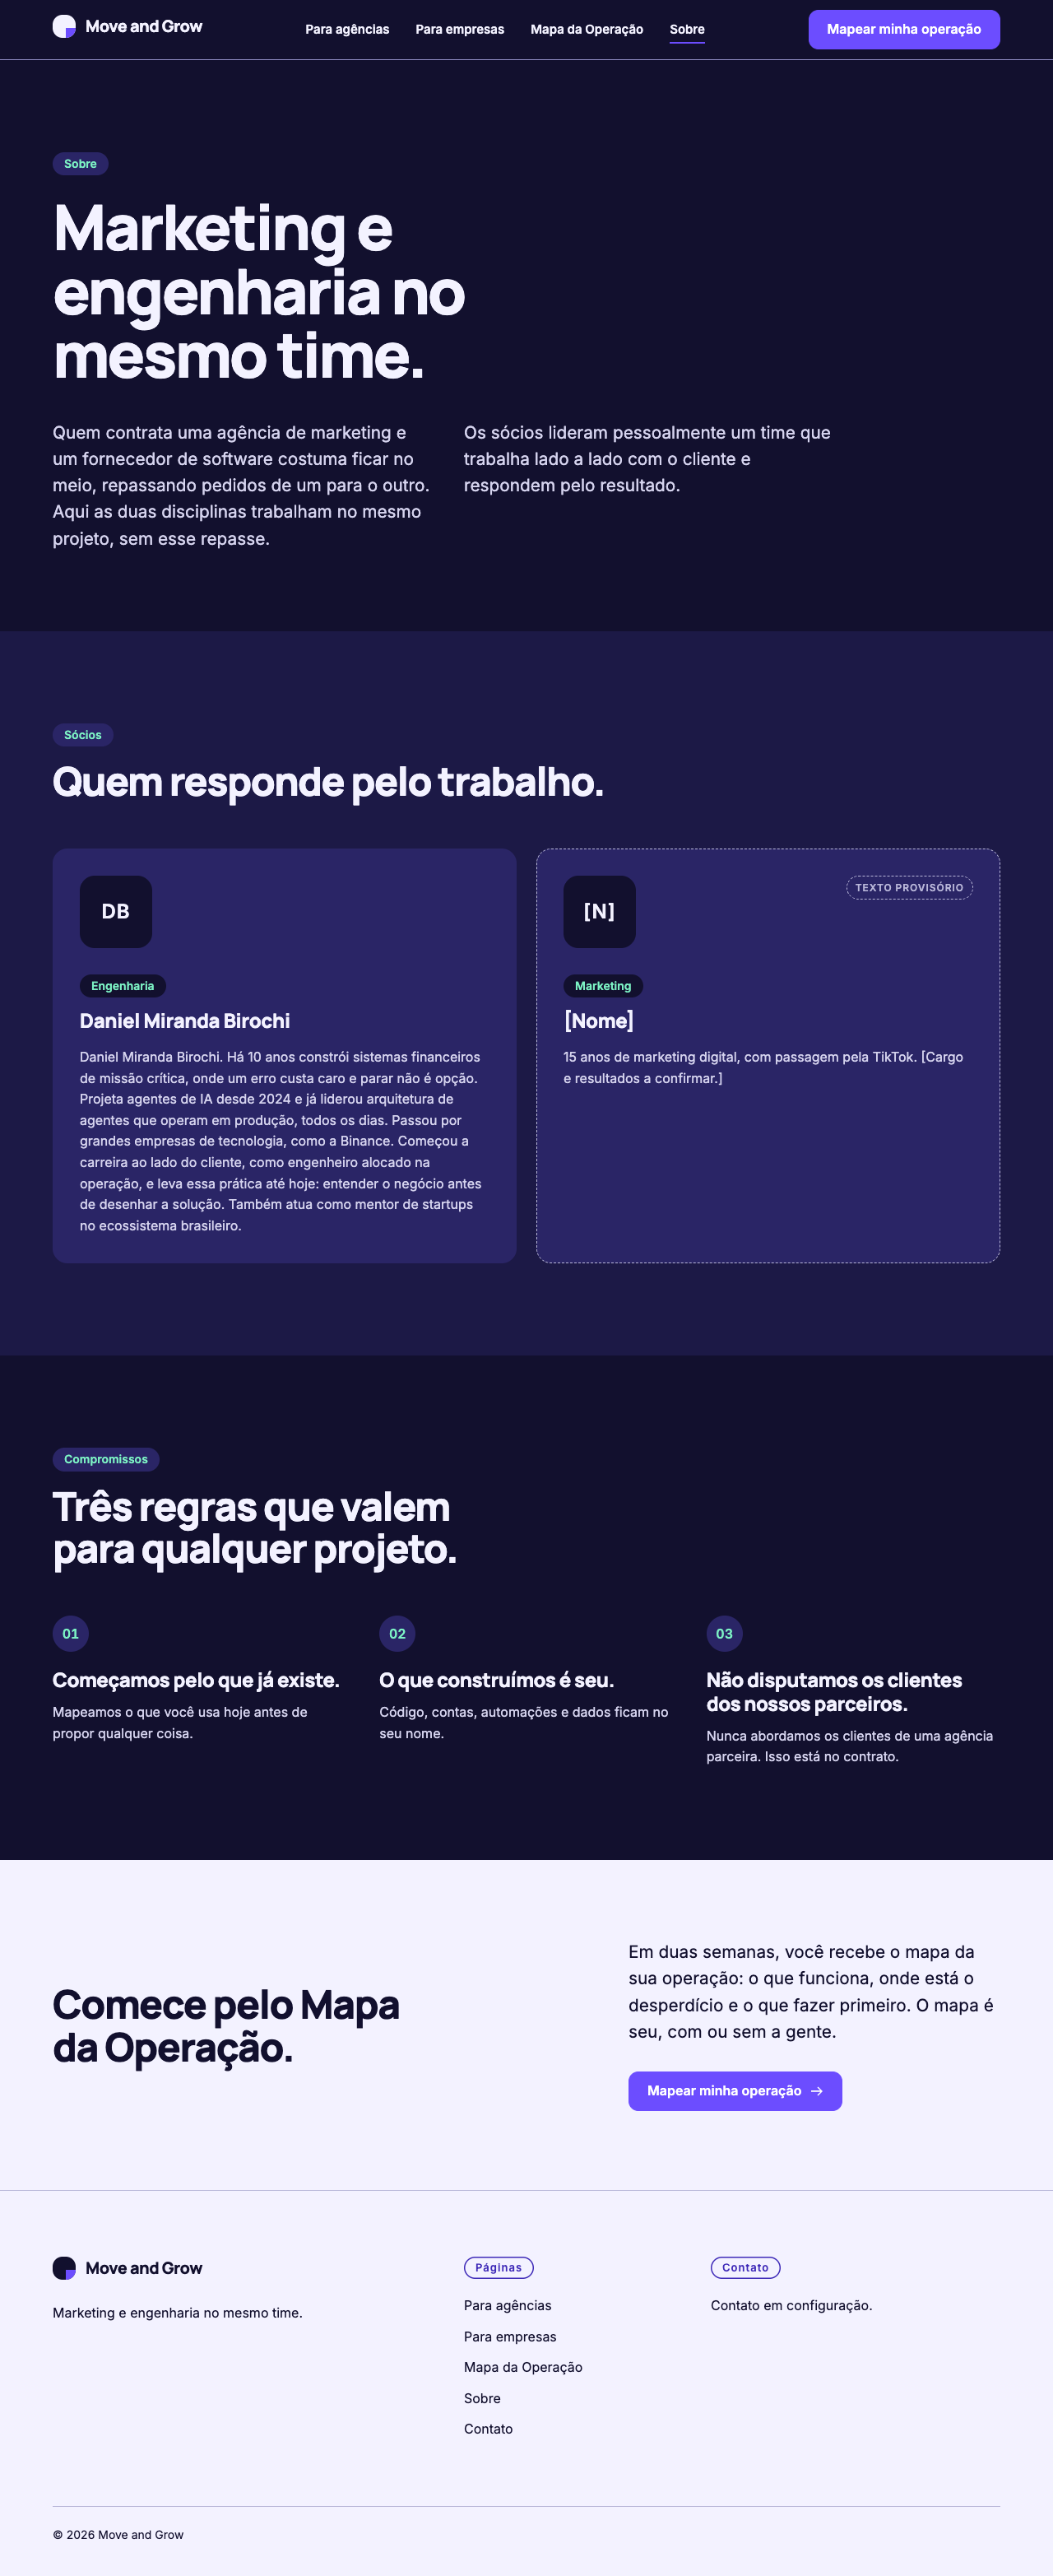 Move and Grow
Para agências
Para empresas
Mapa da Operação
Sobre
Mapear minha operação
Sobre
Marketing e
engenharia no
mesmo time.
Quem contrata uma agência de marketing e
um fornecedor de software costuma ficar no
meio, repassando pedidos de um para o outro.
Aqui as duas disciplinas trabalham no mesmo
projeto, sem esse repasse.
Os sócios lideram pessoalmente um time que
trabalha lado a lado com o cliente e
respondem pelo resultado.
Sócios
Quem responde pelo trabalho.
DB
Engenharia
Daniel Miranda Birochi
Daniel Miranda Birochi. Há 10 anos constrói sistemas financeiros
de missão crítica, onde um erro custa caro e parar não é opção.
Projeta agentes de IA desde 2024 e já liderou arquitetura de
agentes que operam em produção, todos os dias. Passou por
grandes empresas de tecnologia, como a Binance. Começou a
carreira ao lado do cliente, como engenheiro alocado na
operação, e leva essa prática até hoje: entender o negócio antes
de desenhar a solução. Também atua como mentor de startups
no ecossistema brasileiro.
[N]
TEXTO PROVISÓRIO
Marketing
[Nome]
15 anos de marketing digital, com passagem pela TikTok. [Cargo
e resultados a confirmar.]
Compromissos
Três regras que valem
para qualquer projeto.
01
Começamos pelo que já existe.
Mapeamos o que você usa hoje antes de
propor qualquer coisa.
02
O que construímos é seu.
Código, contas, automações e dados ficam no
seu nome.
03
Não disputamos os clientes
dos nossos parceiros.
Nunca abordamos os clientes de uma agência
parceira. Isso está no contrato.
Comece pelo Mapa
da Operação.
Em duas semanas, você recebe o mapa da
sua operação: o que funciona, onde está o
desperdício e o que fazer primeiro. O mapa é
seu, com ou sem a gente.
Mapear minha operação →
Move and Grow
Marketing e engenharia no mesmo time.
Páginas
Para agências
Para empresas
Mapa da Operação
Sobre
Contato
Contato
Contato em configuração.
© 2026 Move and Grow